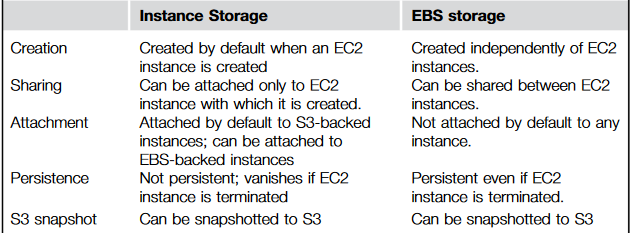 Instance Storage EBS storage
Creation Created by default when an EC2 Created independently of EC2
instance is created instances.
Sharing Can be attached only to EC2 Can be shared between EC2
instance with which it is created. instances.
Attachment Attached by default to S3-backed Not attached by default to any
instances; can be attached to instance.
EBS-backed instances
Persistence Not persistent; vanishes if EC2 Persistent even if EC2
instance is terminated instance is terminated.
S3 snapshot Can be snapshotted to S3 Can be snapshotted to S3